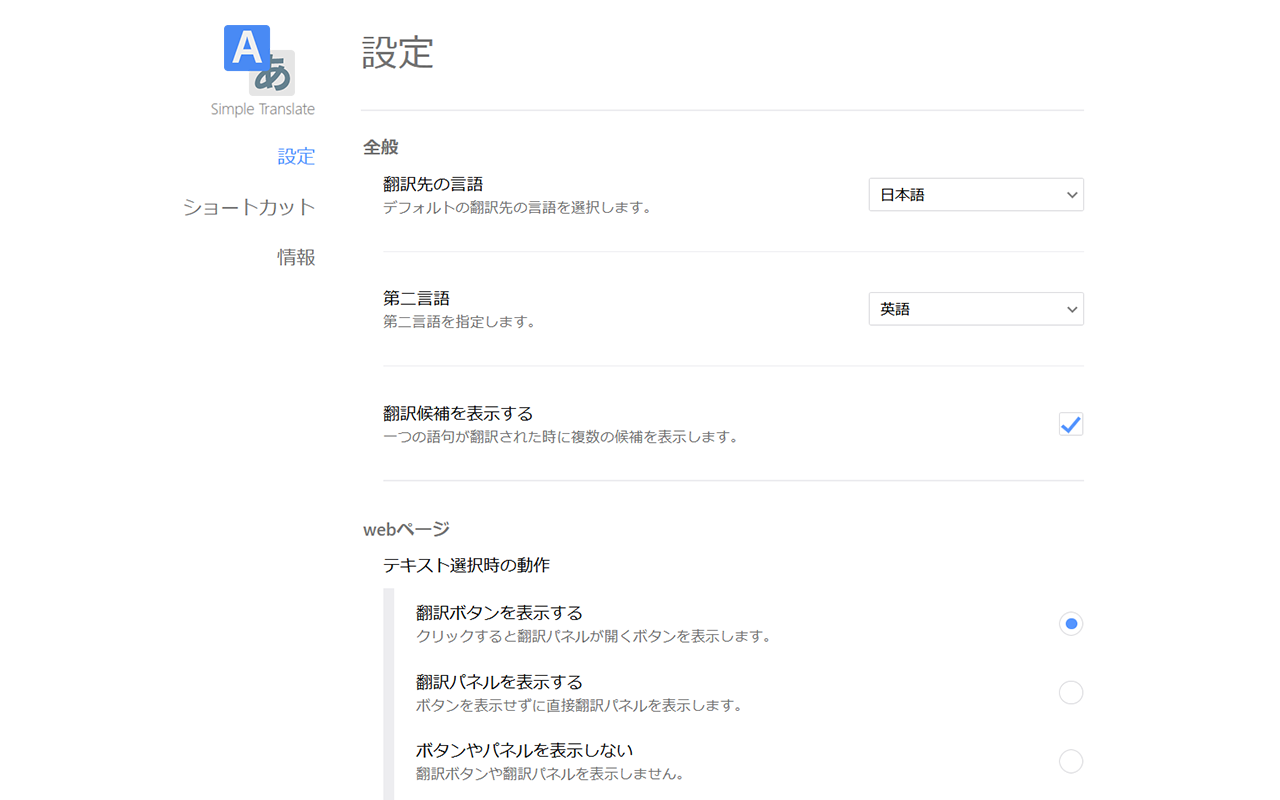 A
あ
Simple Translate
設定
ショートカット
情報
設定
全般
翻訳先の言語
デフォルトの翻訳先の言語を選択します。
日本語
第二言語
第二言語を指定します。
英語
翻訳候補を表示する
一つの語句が翻訳された時に複数の候補を表示します。
webページ
テキスト選択時の動作
翻訳ボタンを表示する
クリックすると翻訳パネルが開くボタンを表示します。
翻訳パネルを表示する
ボタンを表示せずに直接翻訳パネルを表示します。
ボタンやパネルを表示しない
翻訳ボタンや翻訳パネルを表示しません。